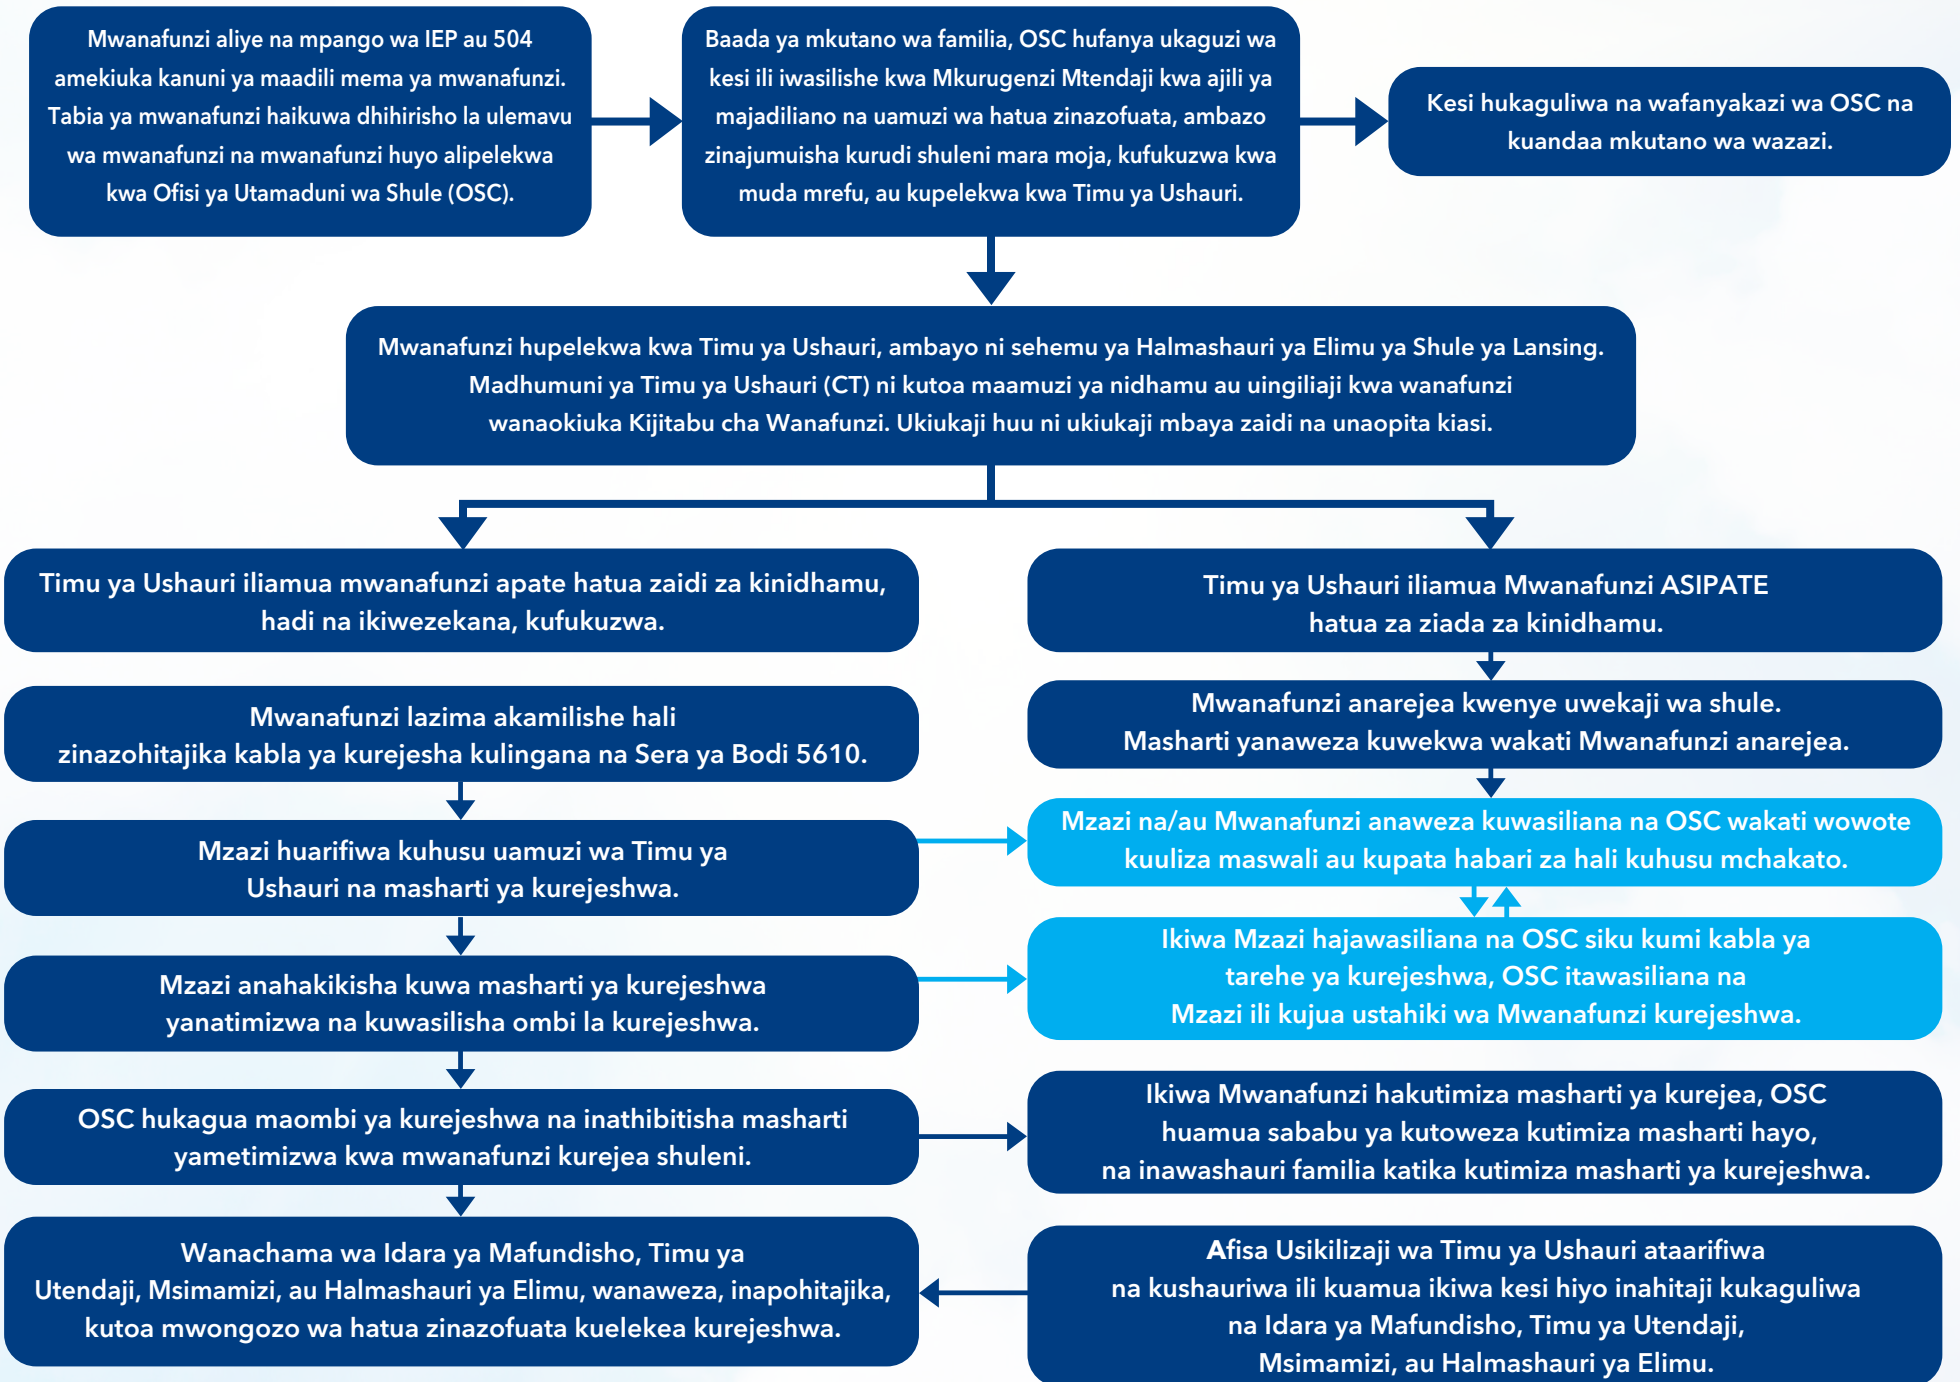 Mwanafunzi aliye na mpango wa IEP au 504
amekiuka kanuni ya maadili mema ya mwanafunzi.
Tabia ya mwanafunzi haikuwa dhihirisho la ulemavu
wa mwanafunzi na mwanafunzi huyo alipelekwa
kwa Ofisi ya Utamaduni wa Shule (OSC).
Baada ya mkutano wa familia, OSC hufanya ukaguzi wa
kesi ili iwasilishe kwa Mkurugenzi Mtendaji kwa ajili ya
majadiliano na uamuzi wa hatua zinazofuata, ambazo
zinajumuisha kurudi shuleni mara moja, kufukuzwa kwa
muda mrefu, au kupelekwa kwa Timu ya Ushauri.
Kesi hukaguliwa na wafanyakazi wa OSC na
kuandaa mkutano wa wazazi.
Mwanafunzi hupelekwa kwa Timu ya Ushauri, ambayo ni sehemu ya Halmashauri ya Elimu ya Shule ya Lansing.
Madhumuni ya Timu ya Ushauri (CT) ni kutoa maamuzi ya nidhamu au uingiliaji kwa wanafunzi
wanaokiuka Kijitabu cha Wanafunzi. Ukiukaji huu ni ukiukaji mbaya zaidi na unaopita kiasi.
Timu ya Ushauri iliamua mwanafunzi apate hatua zaidi za kinidhamu,
hadi na ikiwezekana, kufukuzwa.
Mwanafunzi lazima akamilishe hali
zinazohitajika kabla ya kurejesha kulingana na Sera ya Bodi 5610.
Mzazi huarifiwa kuhusu uamuzi wa Timu ya
Ushauri na masharti ya kurejeshwa.
Mzazi anahakikisha kuwa masharti ya kurejeshwa
yanatimizwa na kuwasilisha ombi la kurejeshwa.
OSC hukagua maombi ya kurejeshwa na inathibitisha masharti
yametimizwa kwa mwanafunzi kurejea shuleni.
Wanachama wa Idara ya Mafundisho, Timu ya
Utendaji, Msimamizi, au Halmashauri ya Elimu, wanaweza, inapohitajika,
kutoa mwongozo wa hatua zinazofuata kuelekea kurejeshwa.
Timu ya Ushauri iliamua Mwanafunzi ASIPATE
hatua za ziada za kinidhamu.
Mwanafunzi anarejea kwenye uwekaji wa shule.
Masharti yanaweza kuwekwa wakati Mwanafunzi anarejea.
Mzazi na/au Mwanafunzi anaweza kuwasiliana na OSC wakati wowote
kuuliza maswali au kupata habari za hali kuhusu mchakato.
Ikiwa Mzazi hajawasiliana na OSC siku kumi kabla ya
tarehe ya kurejeshwa, OSC itawasiliana na
Mzazi ili kujua ustahiki wa Mwanafunzi kurejeshwa.
Ikiwa Mwanafunzi hakutimiza masharti ya kurejea, OSC
huamua sababu ya kutoweza kutimiza masharti hayo,
na inawashauri familia katika kutimiza masharti ya kurejeshwa.
Afisa Usikilizaji wa Timu ya Ushauri ataarifiwa
na kushauriwa ili kuamua ikiwa kesi hiyo inahitaji kukaguliwa
na Idara ya Mafundisho, Timu ya Utendaji,
Msimamizi, au Halmashauri ya Elimu.